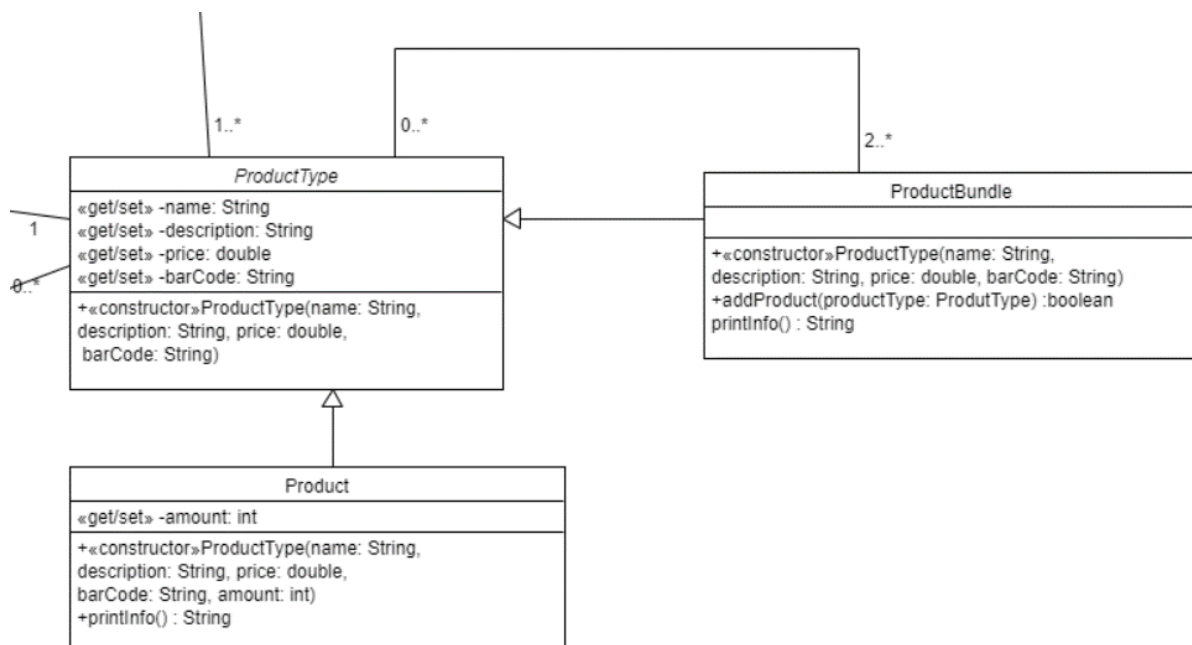 1..*
0..*
2..*
ProductType
«get/set» -name: String
«get/set» -description: String
«get/set» -price: double
«get/set» -barCode: String
+«constructor»ProductType(name: String,
description: String, price: double,
barCode: String)
1
0..*
ProductBundle
+«constructor»ProductType(name: String,
description: String, price: double, barCode: String)
+addProduct(productType: ProdutType) :boolean
printInfo() : String
Product
«get/set» -amount: int
+«constructor»ProductType(name: String,
description: String, price: double,
barCode: String, amount: int)
+printInfo() : String